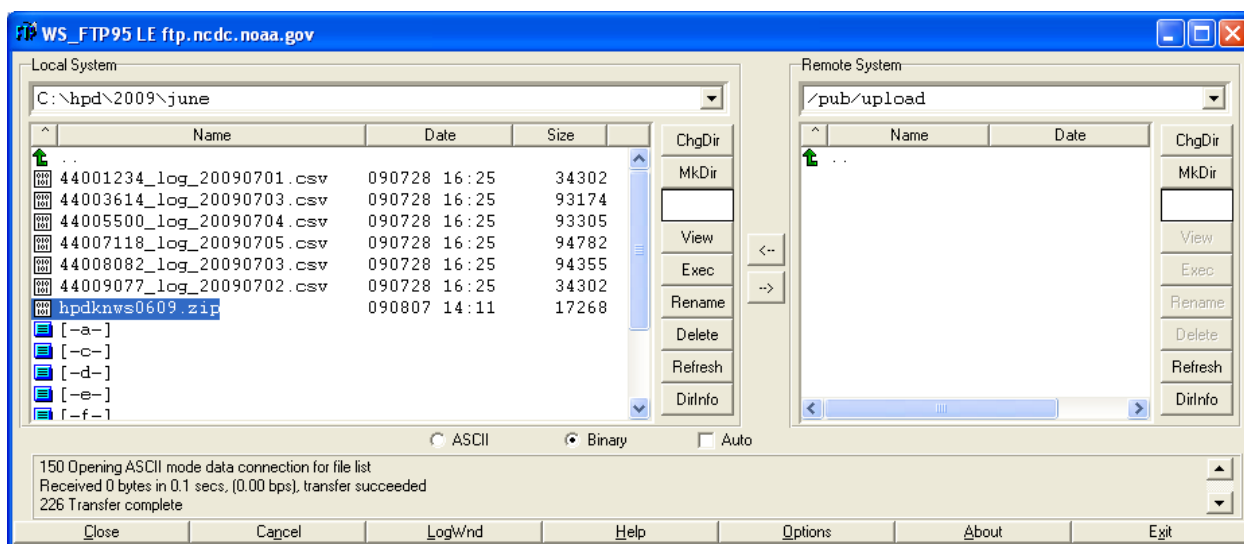 WS_FTP95 LE ftp.ncdc.noaa.gov
Local System
C:\hpd\2009\june
^ Name Date Size
..
44001234_log_20090701.csv 090728 16:25 34302
44003614_log_20090703.csv 090728 16:25 93174
44005500_log_20090704.csv 090728 16:25 93305
44007118_log_20090705.csv 090728 16:25 94782
44008082_log_20090703.csv 090728 16:25 94355
44009077_log_20090702.csv 090728 16:25 34302
hpdknws0609.zip 090807 14:11 17268
[-a-]
[-c-]
[-d-]
[-e-]
[-f-]
ChgDir
MkDir
View
Exec
Rename
Delete
Refresh
DirInfo
<--
-->
Remote System
/pub/upload
^ Name Date
..
ChgDir
MkDir
View
Exec
Rename
Delete
Refresh
DirInfo
ASCII Binary Auto
150 Opening ASCII mode data connection for file list
Received 0 bytes in 0.1 secs, (0.00 bps), transfer succeeded
226 Transfer complete
Close Cancel LogWnd Help Options About Exit